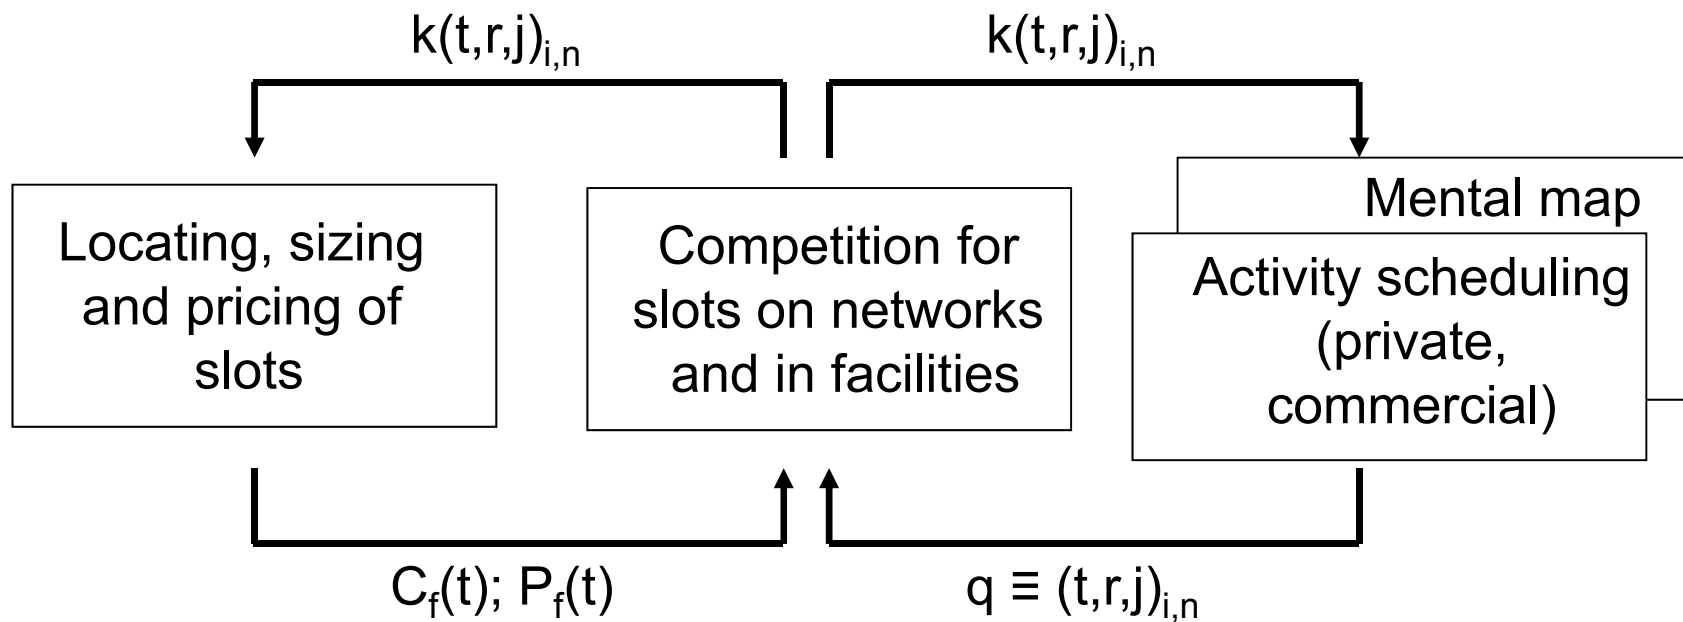 k(t,r,j)i,n
k(t,r,j)i,n
Locating, sizing
and pricing of
slots
Competition for
slots on networks
and in facilities
Mental map
Activity scheduling
(private,
commercial)
Cf(t); Pf(t)
q ≡ (t,r,j)i,n